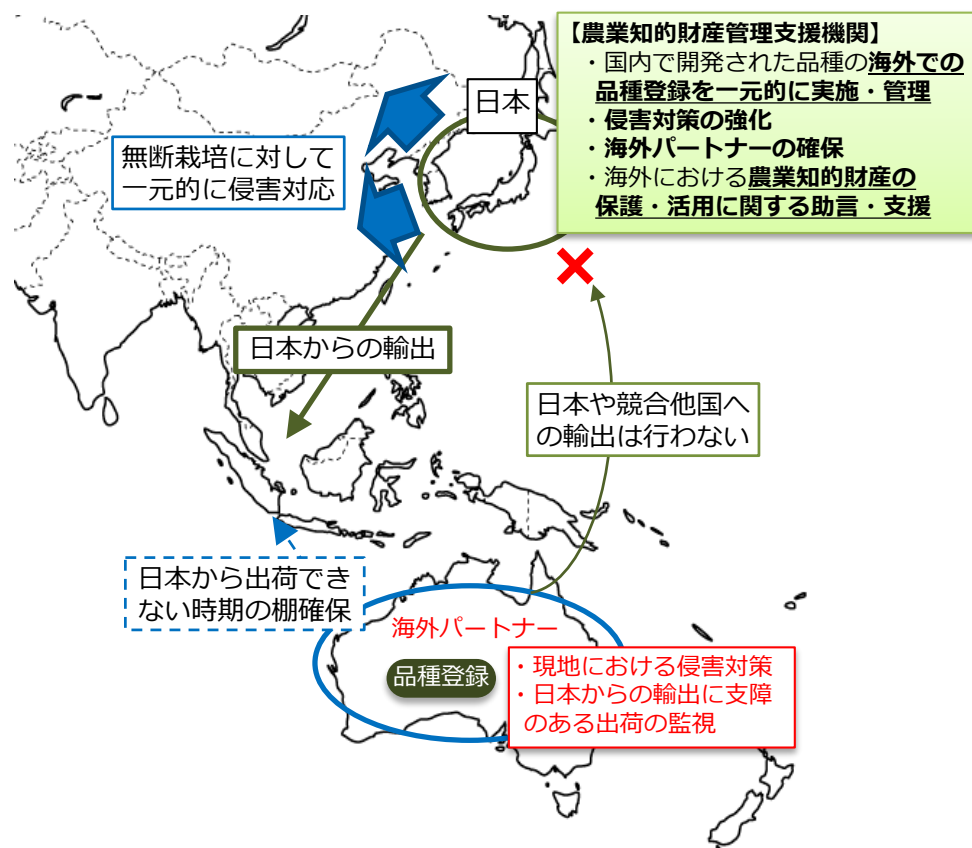 【農業知的財産管理支援機関】
・国内で開発された品種の海外での
品種登録を一元的に実施・管理
・侵害対策の強化
・海外パートナーの確保
・海外における農業知的財産の
保護・活用に関する助言・支援
日本
無断栽培に対して
一元的に侵害対応
日本からの輸出
日本や競合他国へ
の輸出は行わない
日本から出荷でき
ない時期の棚確保
海外パートナー
品種登録
・現地における侵害対策
・日本からの輸出に支障
のある出荷の監視